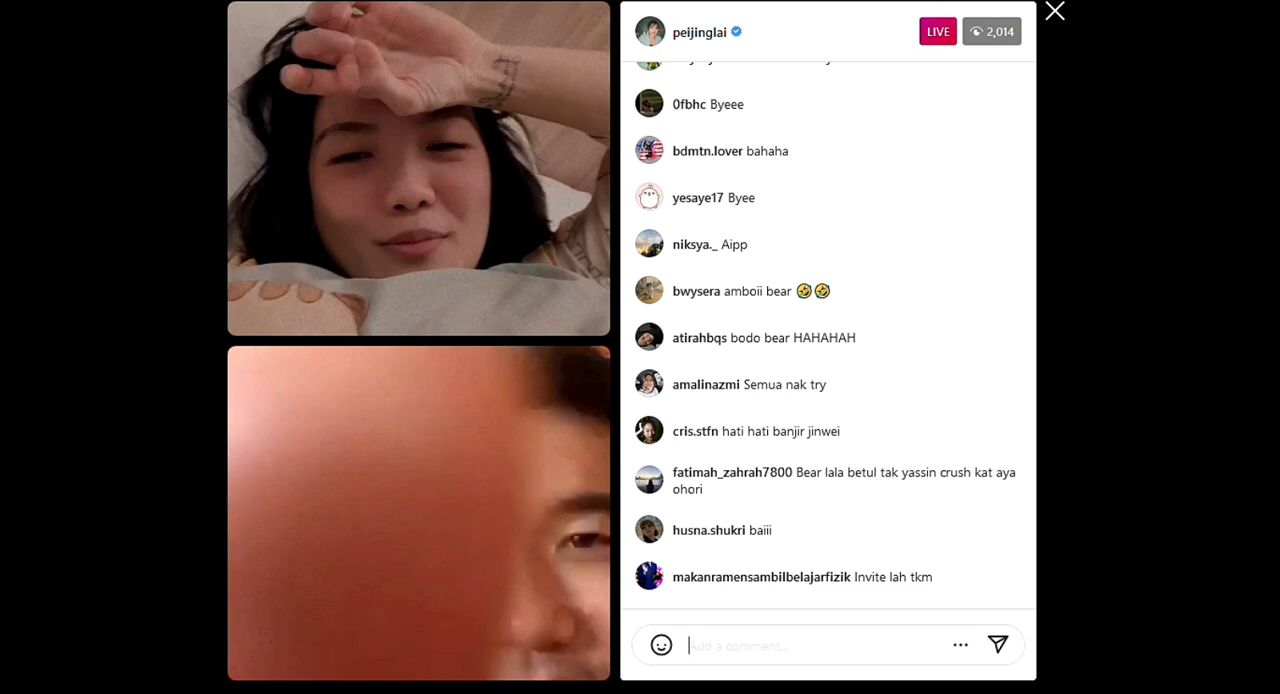 peijinglai
LIVE
2,014
0fbhc Byeee
bdmtn.lover bahaha
yesaye17 Byee
niksya._ Aipp
bwysera amboii bear 🤣🤣
atirahbqs bodo bear HAHAHAH
amalinazmi Semua nak try
cris.stfn hati hati banjir jinwei
fatimah_zahrah7800 Bear lala betul tak yassin crush kat aya
ohori
husna.shukri baiii
makanramensambilbelajarfizik Invite lah tkm
Add a comment...